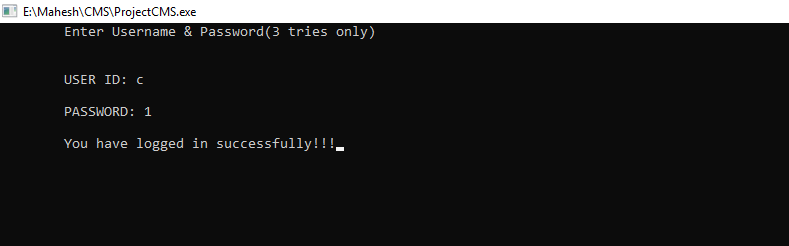 E:\Mahesh\CMS\ProjectCMS.exe
Enter Username & Password(3 tries only)
USER ID: c
PASSWORD: 1
You have logged in successfully!!!